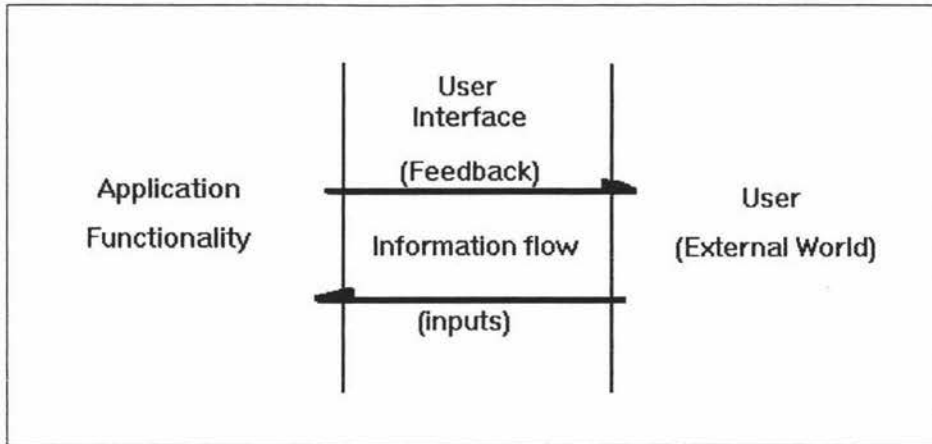 User
Interface
(Feedback)
Application
Functionality
User
(External World)
Information flow
(inputs)